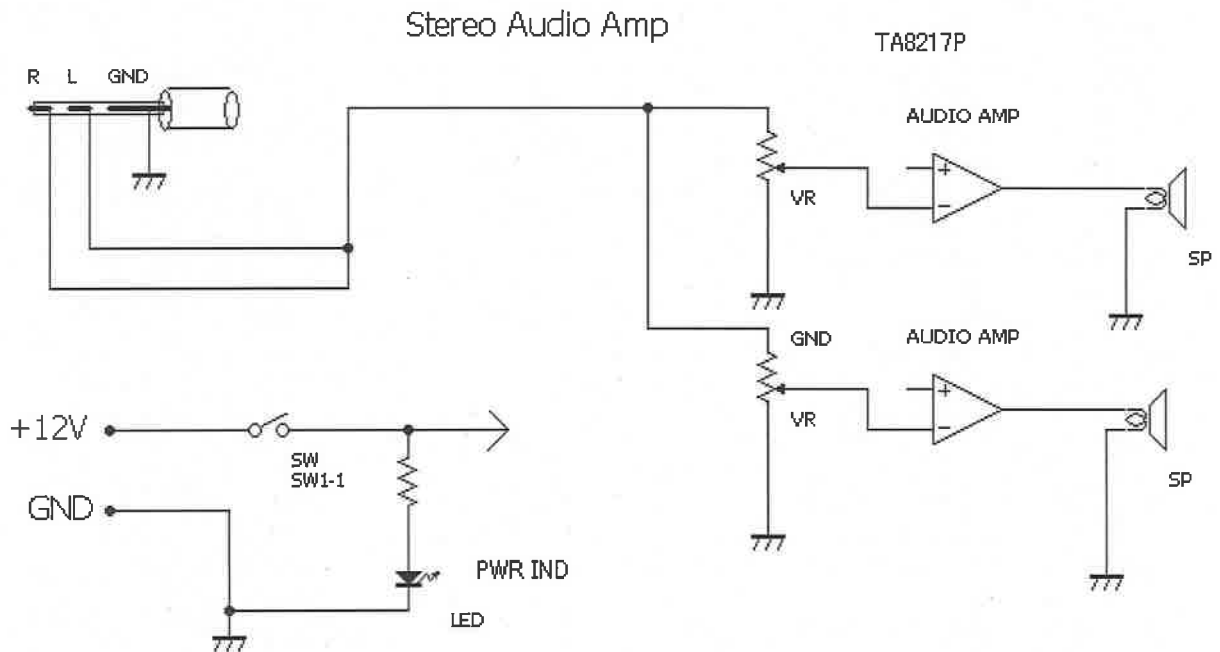 Stereo Audio Amp
TA8217P
R L GND
AUDIO AMP
+
−
VR
SP
GND
AUDIO AMP
+
−
VR
SP
+12V
SW
SW1-1
GND
PWR IND
LED